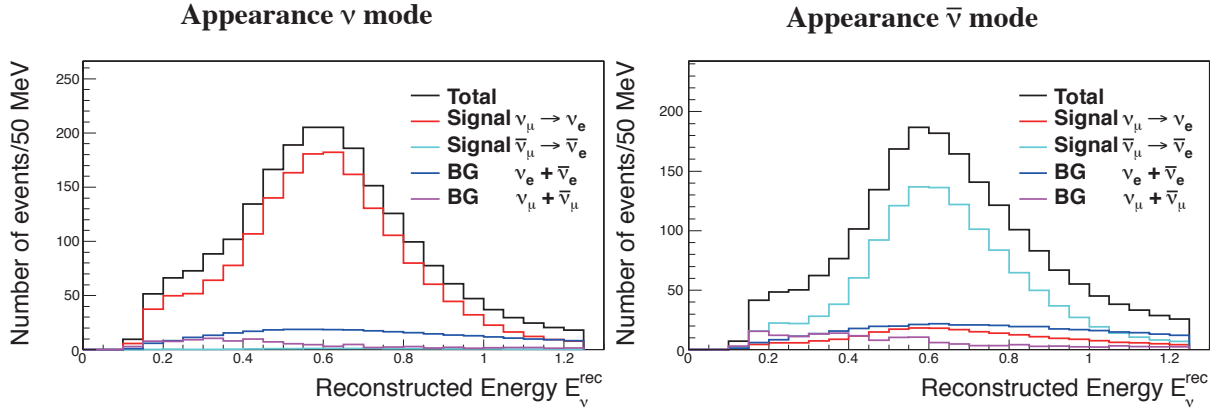 Appearance ν mode
Number of events/50 MeV
250
200
150
100
50
0
Total
Signal νμ → νe
Signal ν̄μ → ν̄e
BG νe + ν̄e
BG νμ + ν̄μ
0.2 0.4 0.6 0.8 1 1.2
Reconstructed Energy Eνrec
Appearance ν̄ mode
Number of events/50 MeV
200
150
100
50
0
Total
Signal νμ → νe
Signal ν̄μ → ν̄e
BG νe + ν̄e
BG νμ + ν̄μ
0.2 0.4 0.6 0.8 1 1.2
Reconstructed Energy Eνrec